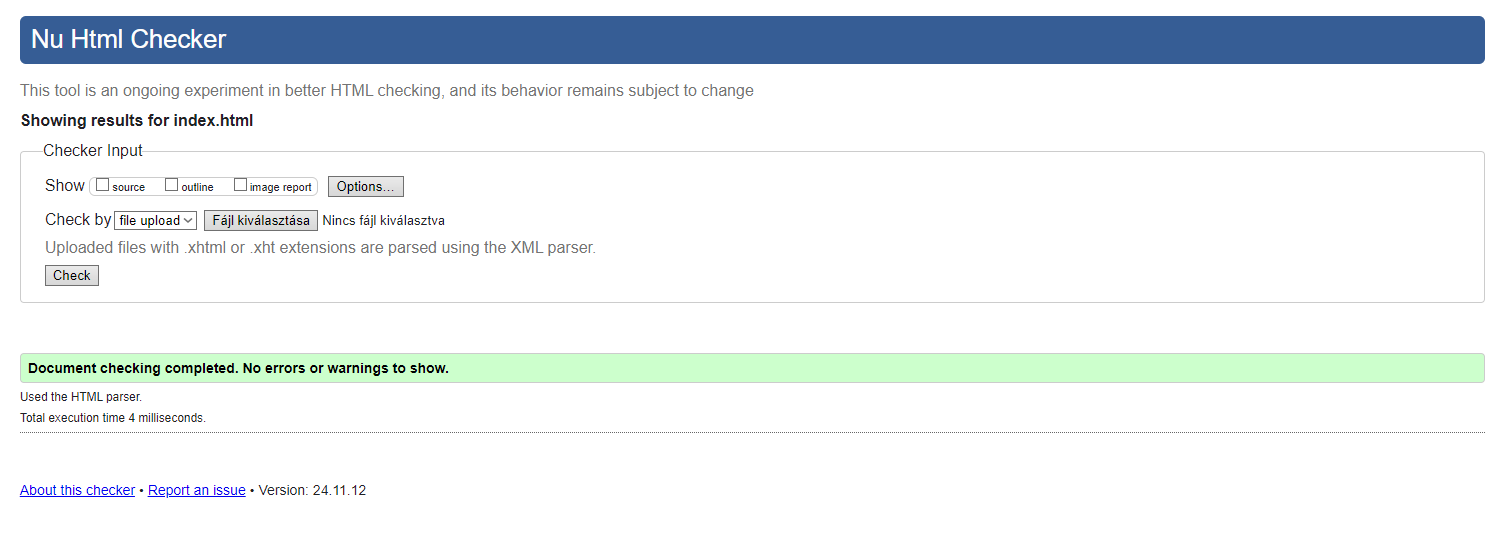 Nu Html Checker
This tool is an ongoing experiment in better HTML checking, and its behavior remains subject to change
Showing results for index.html
Checker Input
Show source outline image report Options...
Check by file upload Fájl kiválasztása Nincs fájl kiválasztva
Uploaded files with .xhtml or .xht extensions are parsed using the XML parser.
Check
Document checking completed. No errors or warnings to show.
Used the HTML parser.
Total execution time 4 milliseconds.
About this checker • Report an issue • Version: 24.11.12